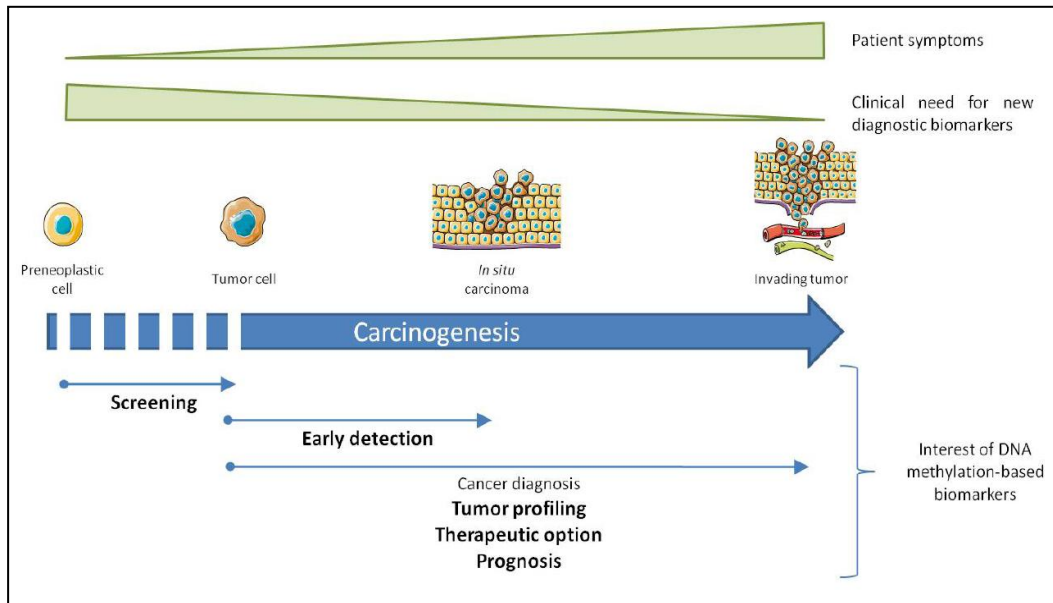 Patient symptoms
Clinical need for new
diagnostic biomarkers
Preneoplastic
cell
Tumor cell
In situ
carcinoma
Invading tumor
Carcinogenesis
Screening
Early detection
Cancer diagnosis
Tumor profiling
Therapeutic option
Prognosis
Interest of DNA
methylation-based
biomarkers